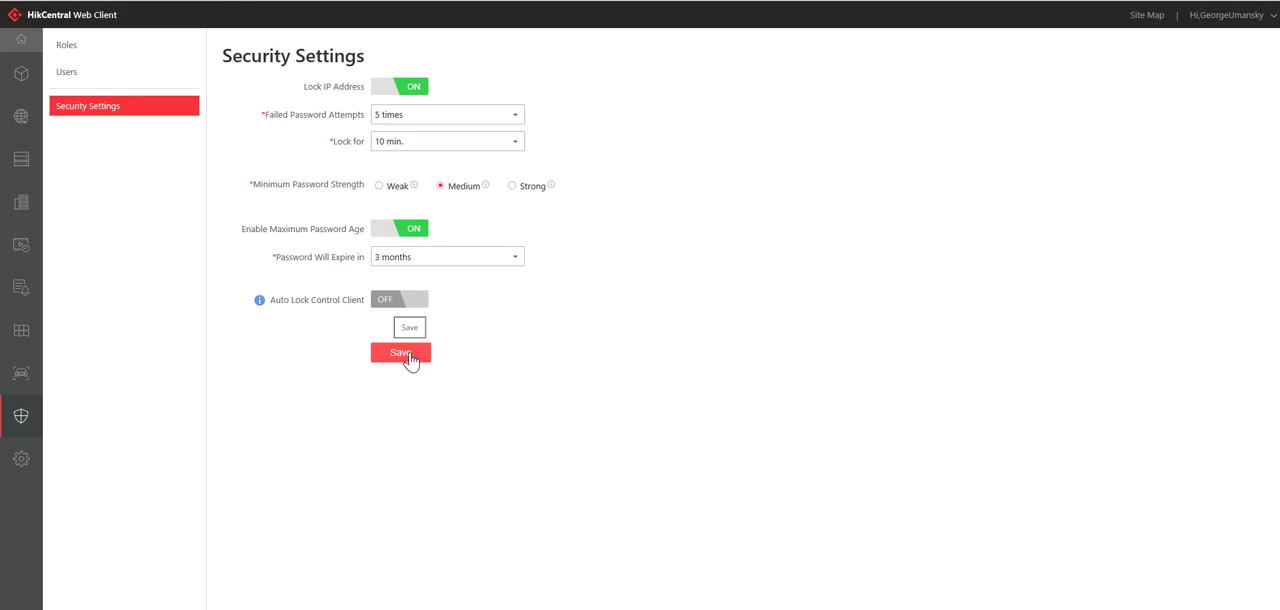 HikCentral Web Client
Site Map | Hi,GeorgeUmansky
Roles
Users
Security Settings
Security Settings
Lock IP Address ON
*Failed Password Attempts 5 times
*Lock for 10 min.
*Minimum Password Strength Weak Medium Strong
Enable Maximum Password Age ON
*Password Will Expire in 3 months
Auto Lock Control Client OFF
Save
Save